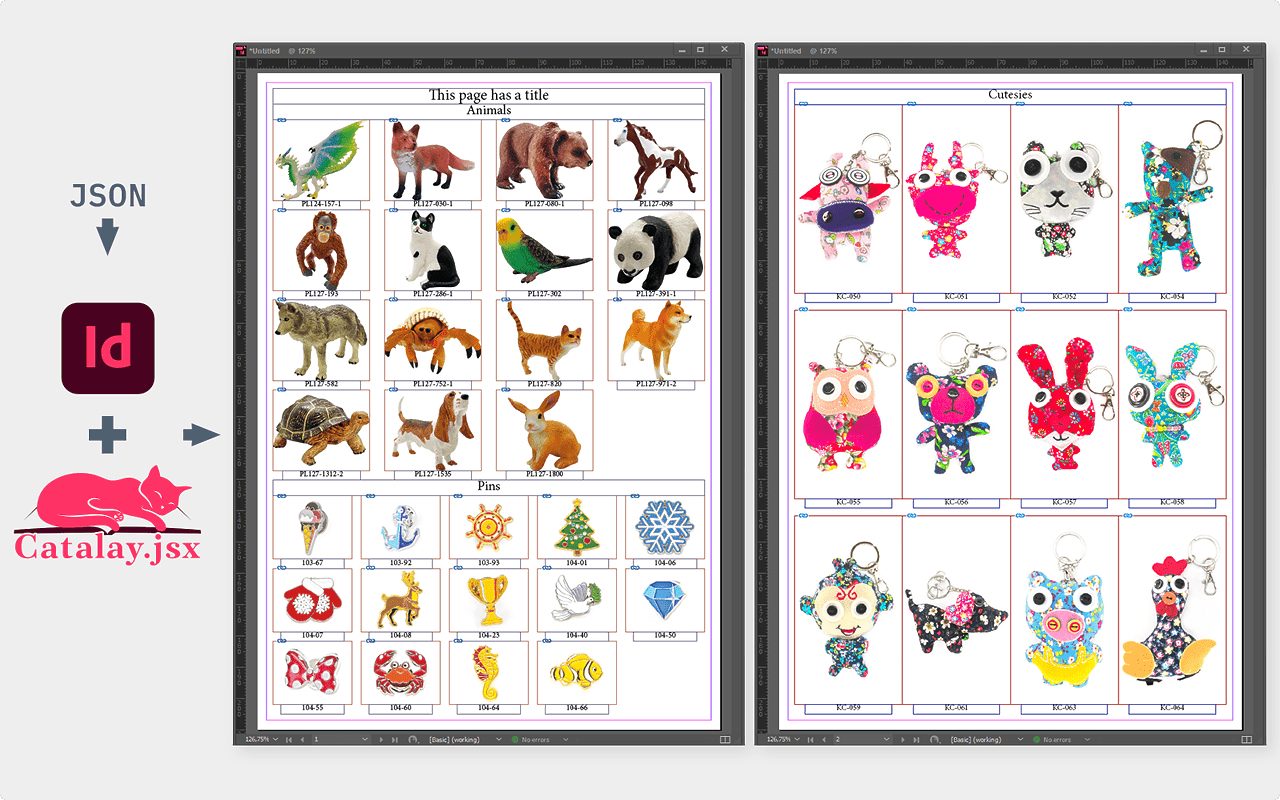 JSON
Id
Catalay.jsx
*Untitled @ 127%
This page has a title
Animals
PL124-157-1 PL127-030-1 PL127-080-1 PL127-098
PL127-193 PL127-286-1 PL127-302 PL127-391-1
PL127-582 PL127-752-1 PL127-820 PL127-971-2
PL127-1312-2 PL127-1535 PL127-1800
Pins
103-67 103-92 103-93 104-01 104-06
104-07 104-08 104-23 104-40 104-50
104-55 104-60 104-64 104-66
126.75% 1 [Basic] (working) No errors
*Untitled @ 127%
Cutesies
KC-050 KC-051 KC-052 KC-054
KC-055 KC-056 KC-057 KC-058
KC-059 KC-061 KC-063 KC-064
126.75% 2 [Basic] (working) No errors